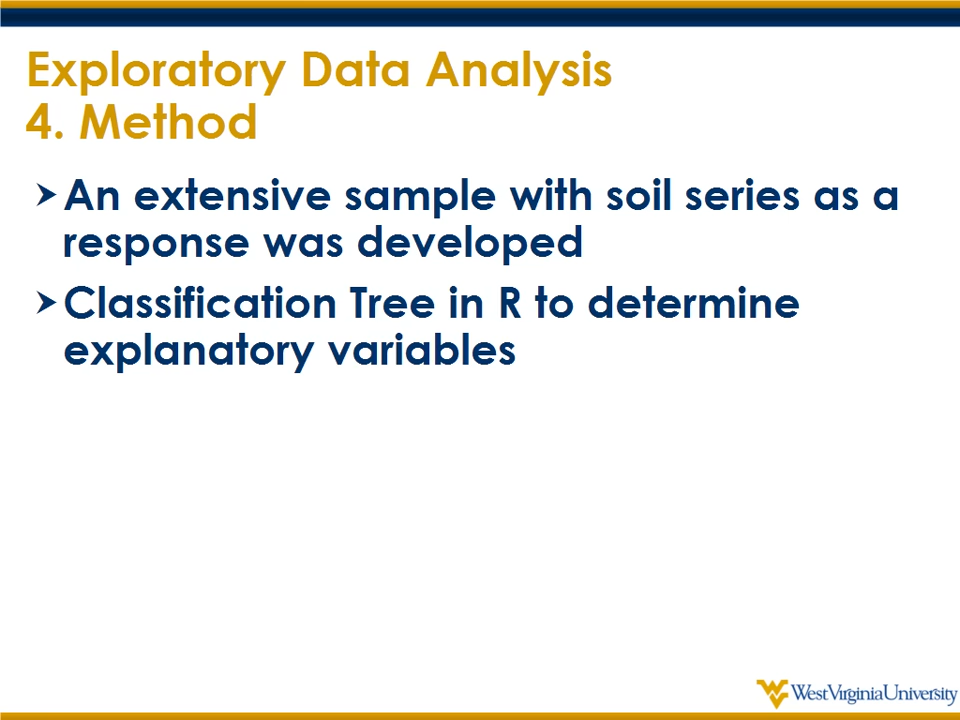 Exploratory Data Analysis
4. Method
An extensive sample with soil series as a
response was developed
Classification Tree in R to determine
explanatory variables
West Virginia University